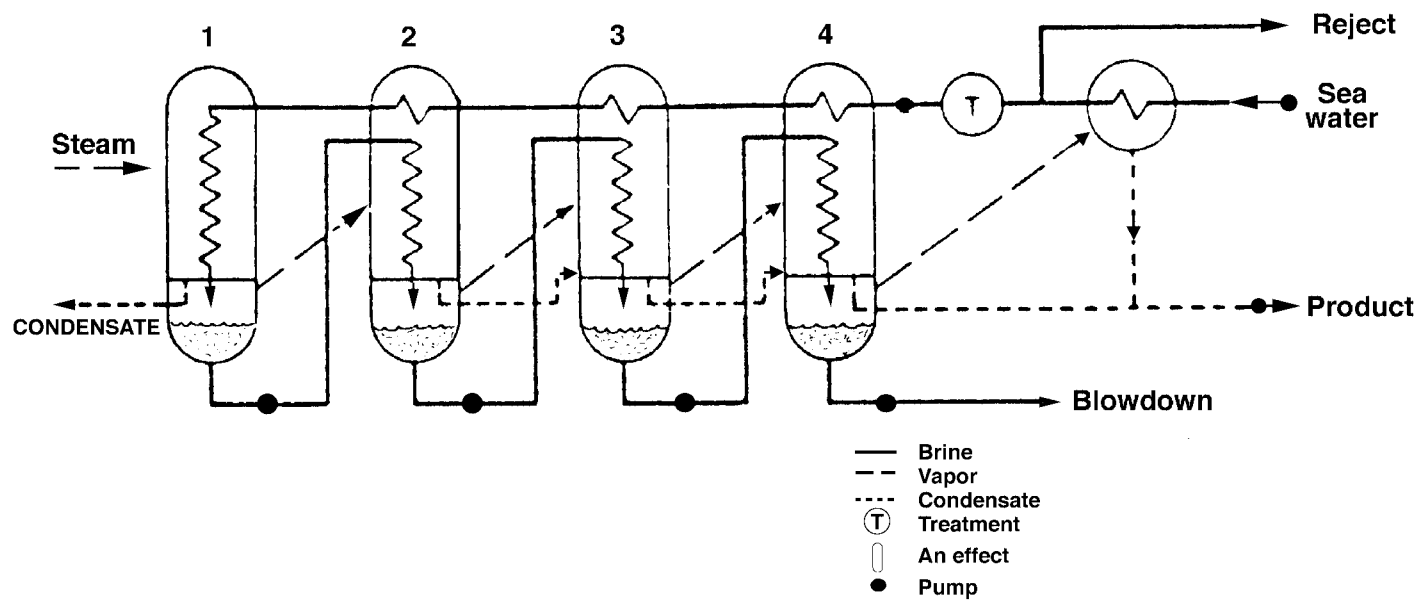 1
2
3
4
Reject
Sea
water
Steam
T
CONDENSATE
Product
Blowdown
Brine
Vapor
Condensate
T Treatment
An effect
Pump